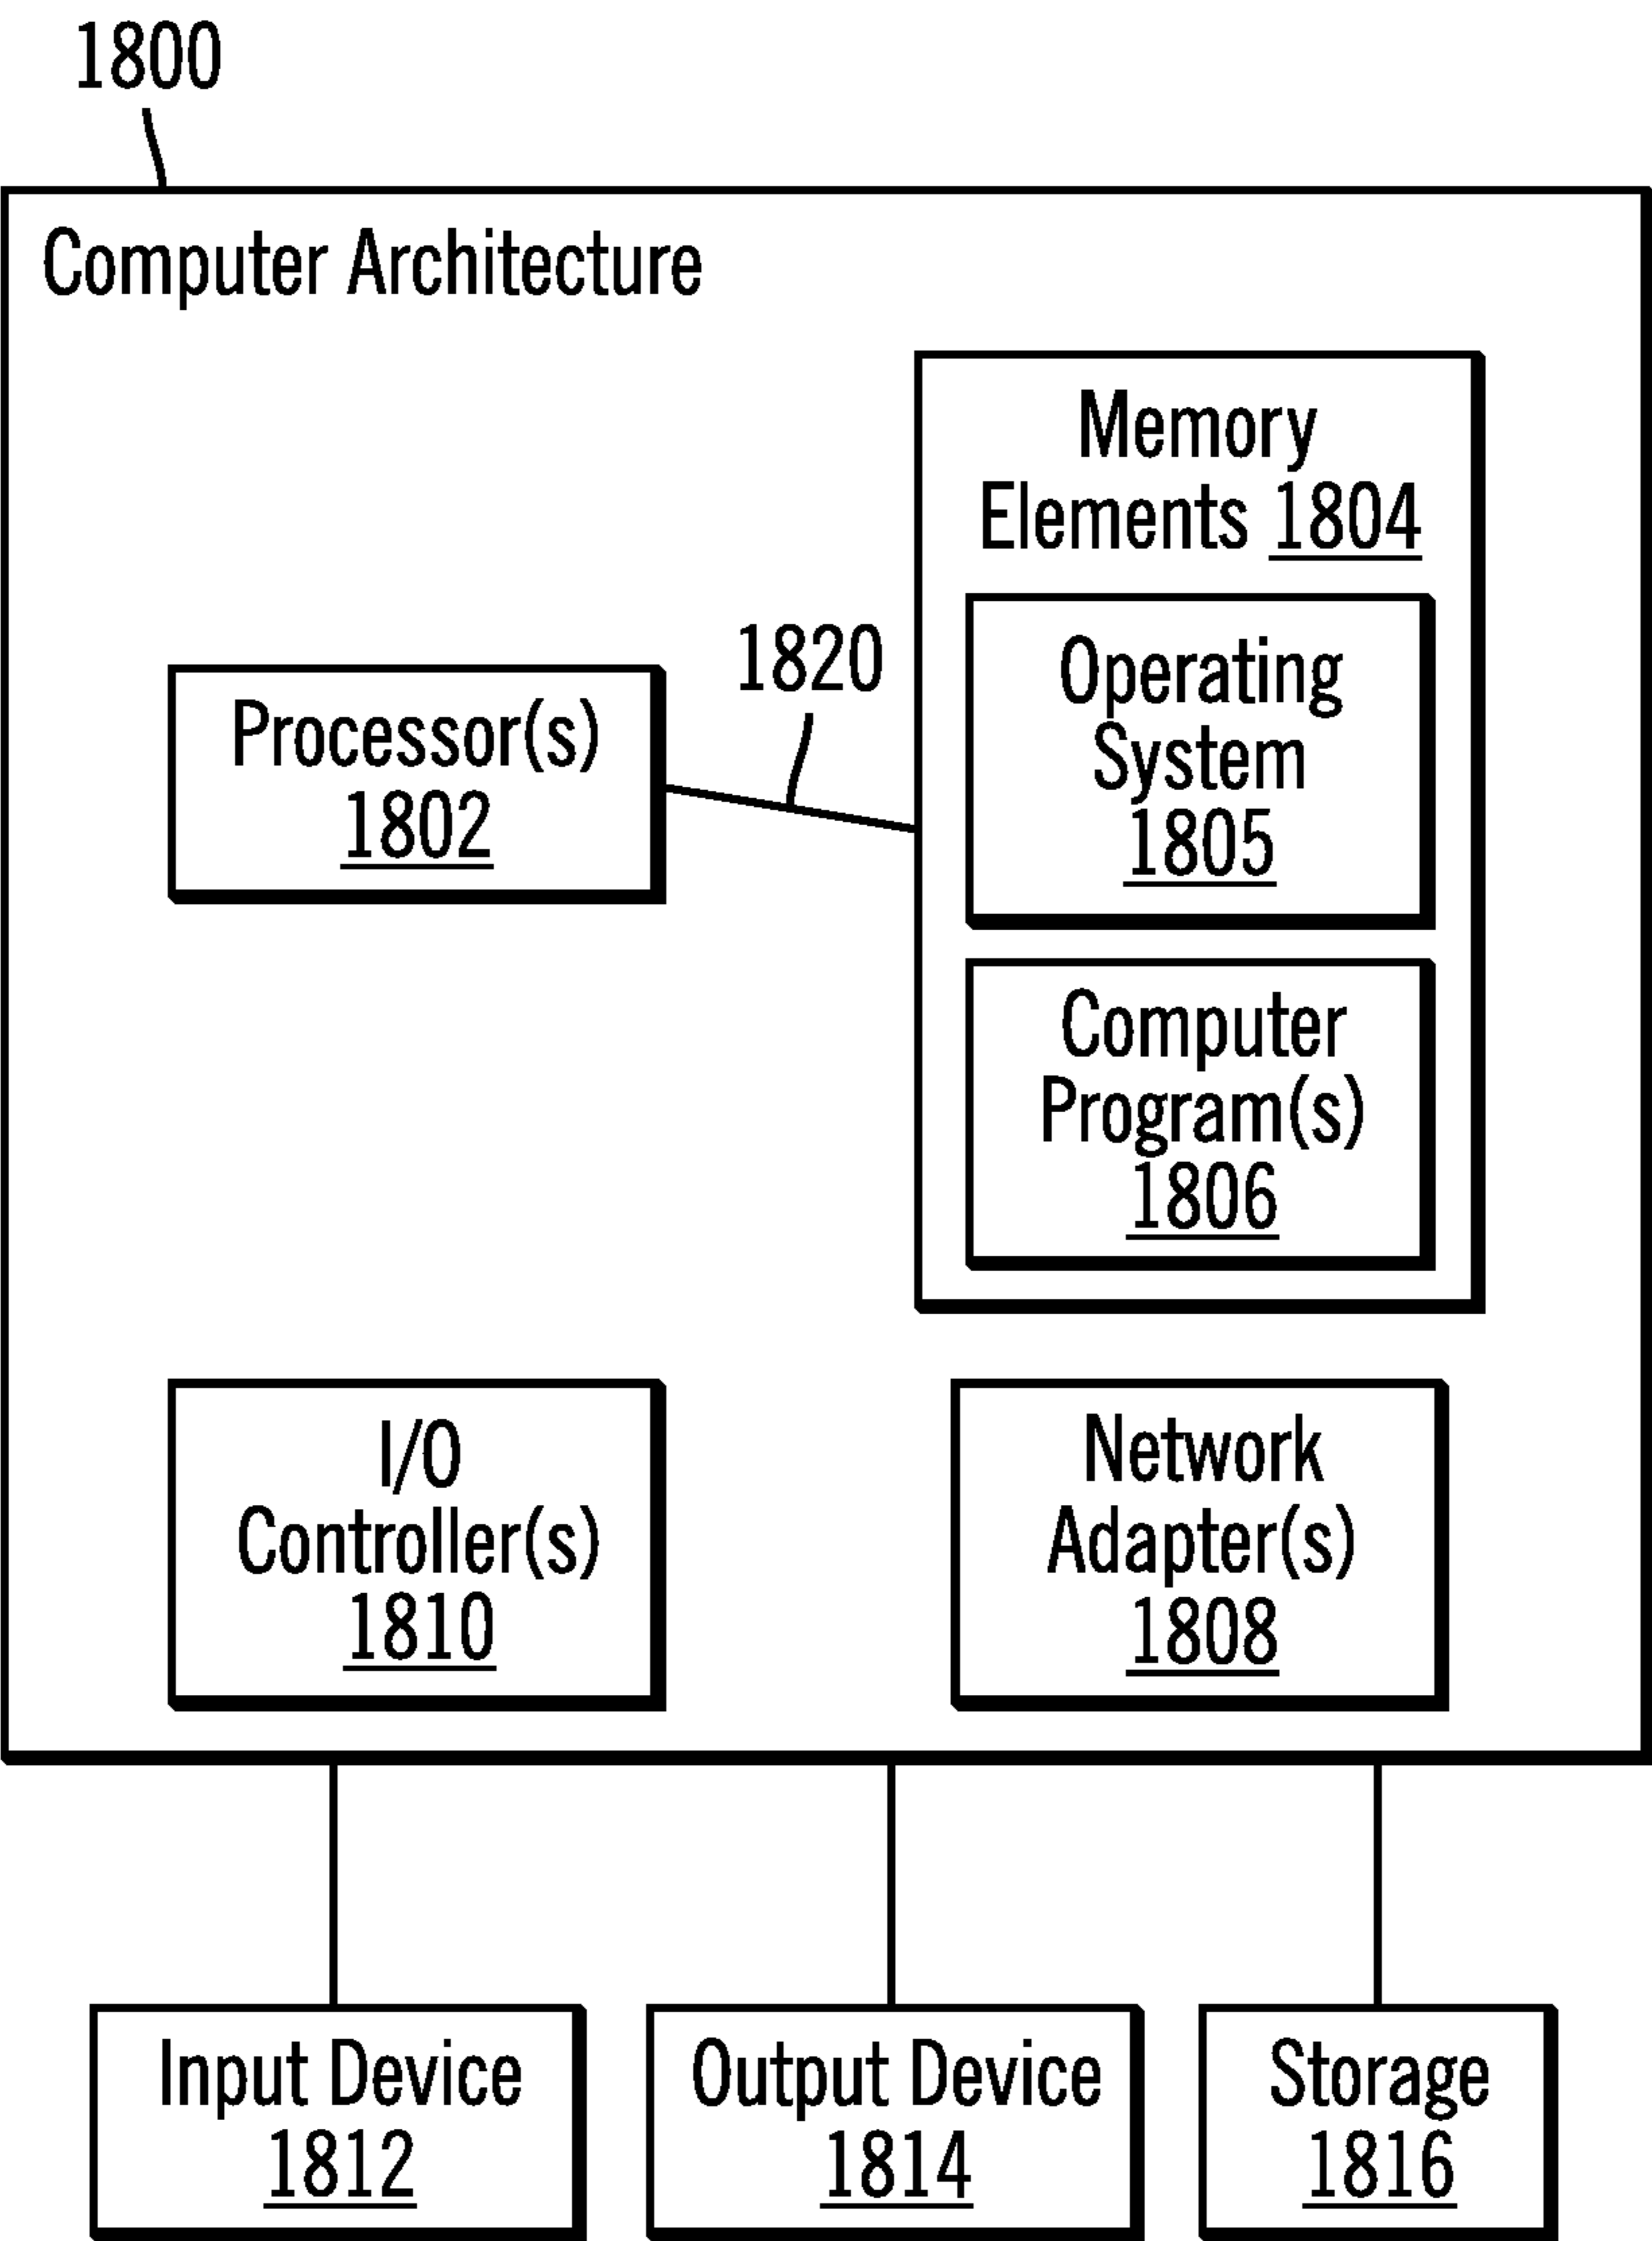 1800
Computer Architecture
Memory
Elements 1804
Operating
System
1805
1820
Processor(s)
1802
Computer
Program(s)
1806
I/O
Controller(s)
1810
Network
Adapter(s)
1808
Input Device
1812
Output Device
1814
Storage
1816